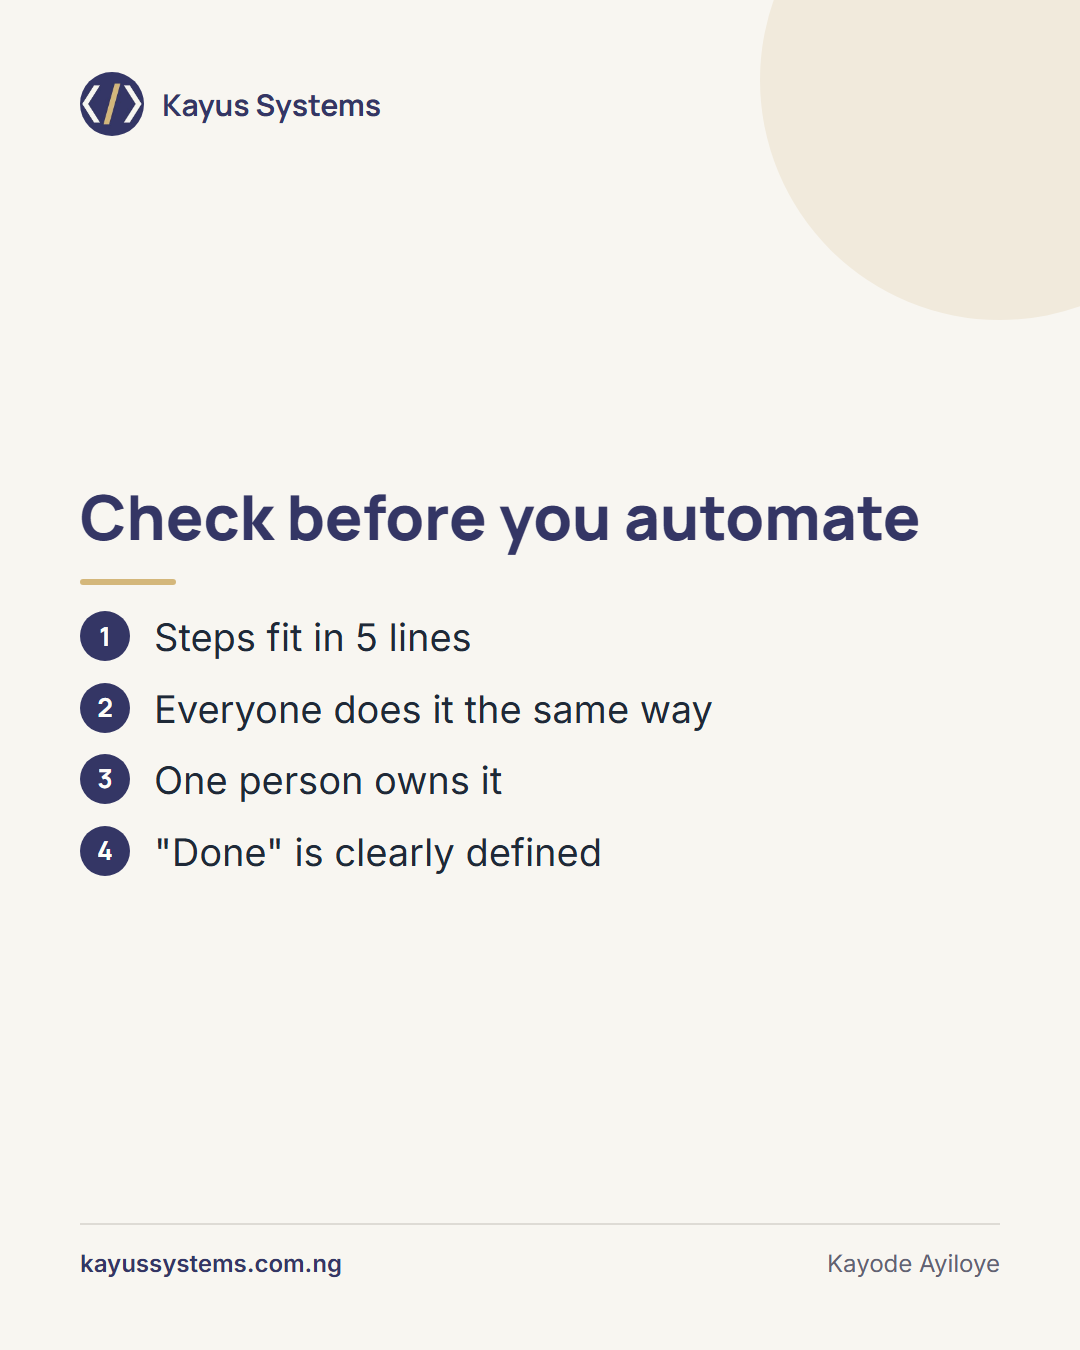 Kayus Systems
Check before you automate
1 Steps fit in 5 lines
2 Everyone does it the same way
3 One person owns it
4 "Done" is clearly defined
kayussystems.com.ng
Kayode Ayiloye